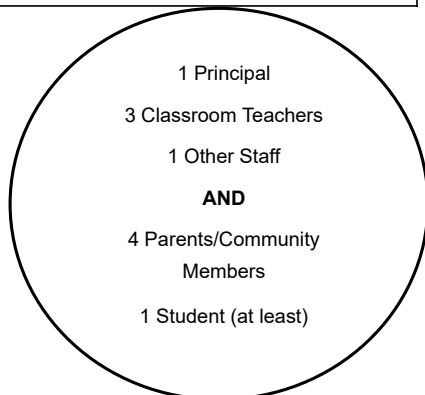 1 Principal
3 Classroom Teachers
1 Other Staff
AND
4 Parents/Community
Members
1 Student (at least)